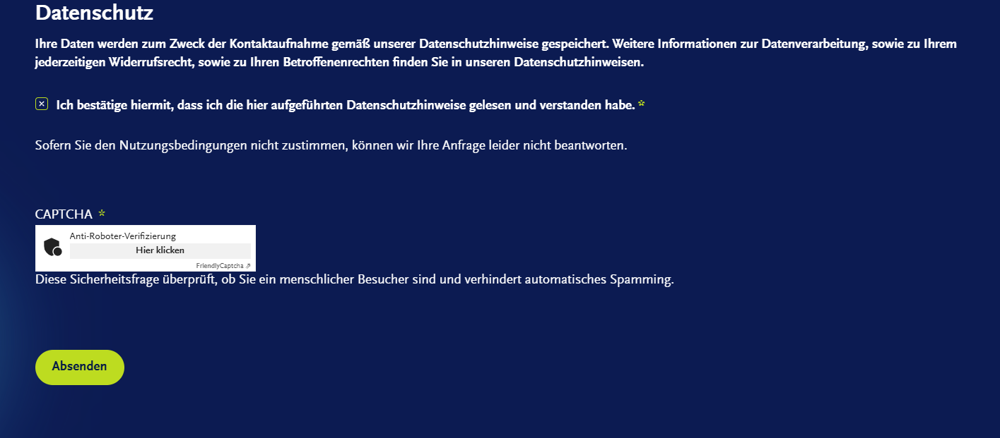 Datenschutz
Ihre Daten werden zum Zweck der Kontaktaufnahme gemäß unserer Datenschutzhinweise gespeichert. Weitere Informationen zur Datenverarbeitung, sowie zu Ihrem
jederzeitigen Widerrufsrecht, sowie zu Ihren Betroffenenrechten finden Sie in unseren Datenschutzhinweisen.
Ich bestätige hiermit, dass ich die hier aufgeführten Datenschutzhinweise gelesen und verstanden habe. *
Sofern Sie den Nutzungsbedingungen nicht zustimmen, können wir Ihre Anfrage leider nicht beantworten.
CAPTCHA *
Anti-Roboter-Verifizierung
Hier klicken
FriendlyCaptcha ⇗
Diese Sicherheitsfrage überprüft, ob Sie ein menschlicher Besucher sind und verhindert automatisches Spamming.
Absenden